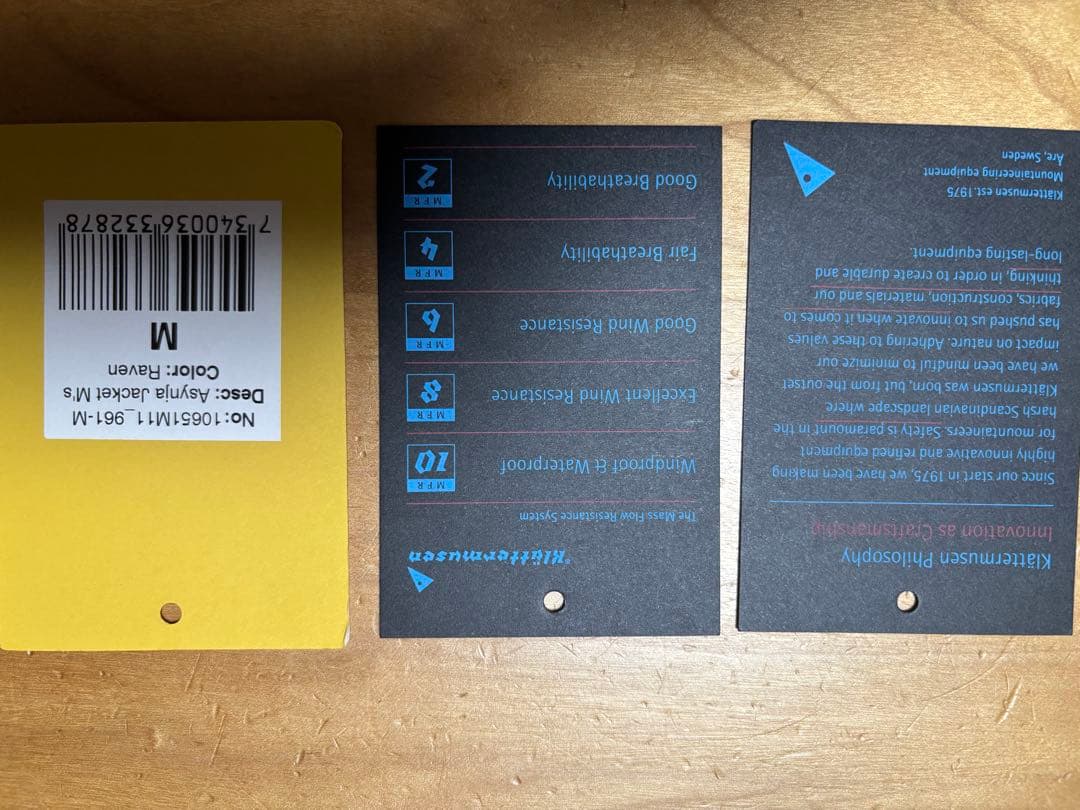 Klättermusen Philosophy
Innovation as Craftsmanship
Since our start in 1975, we have been making
highly innovative and refined equipment
for mountaineers. Safety is paramount in the
harsh Scandinavian landscape where
Klättermusen was born, but from the outset
we have been mindful to minimize our
impact on nature. Adhering to these values
has pushed us to innovate when it comes to
fabrics, construction, materials and our
thinking, in order to create durable and
long-lasting equipment.
Klättermusen est. 1975
Mountaineering equipment
Åre, Sweden
Klättermusen®
The Mass Flow Resistance System
Windproof & Waterproof MFR 10
Excellent Wind Resistance MFR 8
Good Wind Resistance MFR 6
Fair Breathability MFR 4
Good Breathability MFR 2
No:10651M11_961-M
Desc: Asynja Jacket M's
Color: Raven
M
7 340036 332878